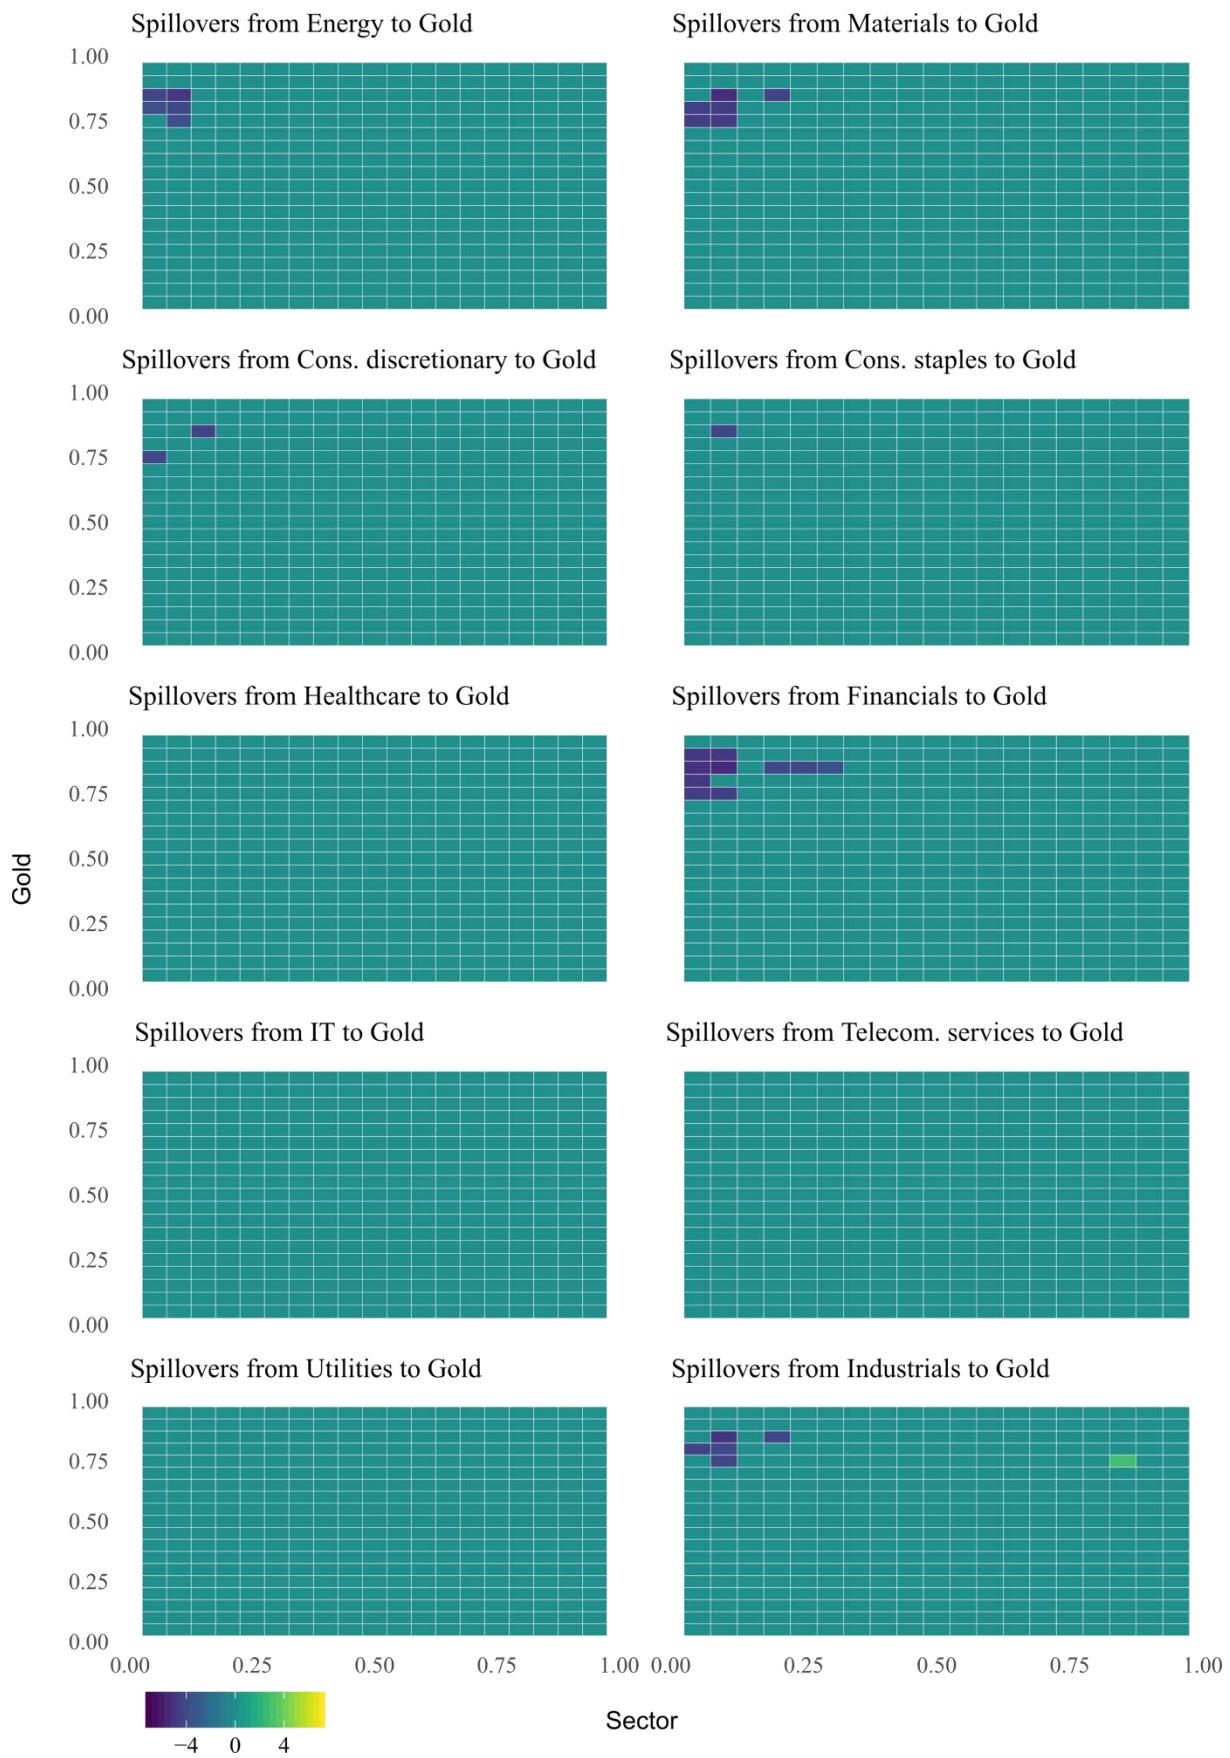 Spillovers from Energy to Gold
Spillovers from Materials to Gold
1.00
0.75
0.50
0.25
0.00
Spillovers from Cons. discretionary to Gold
Spillovers from Cons. staples to Gold
1.00
0.75
0.50
0.25
0.00
Spillovers from Healthcare to Gold
Spillovers from Financials to Gold
1.00
0.75
0.50
0.25
0.00
Gold
Spillovers from IT to Gold
Spillovers from Telecom. services to Gold
1.00
0.75
0.50
0.25
0.00
Spillovers from Utilities to Gold
Spillovers from Industrials to Gold
1.00
0.75
0.50
0.25
0.00
0.00 0.25 0.50 0.75 1.00
0.00 0.25 0.50 0.75 1.00
Sector
−4 0 4